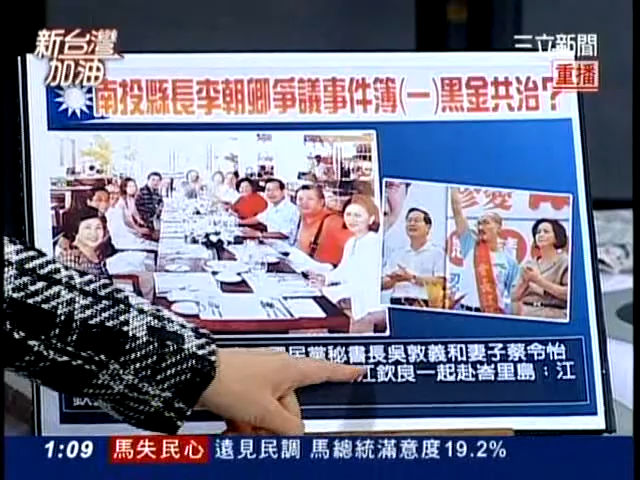 新台灣
加油
三立新聞
重播
南投縣長李朝卿爭議事件簿(一)黑金共治?
民黨秘書長吳敦義和妻子蔡令怡
江欽良一起赴峇里島；江
1:09 馬失民心 遠見民調 馬總統滿意度19.2%